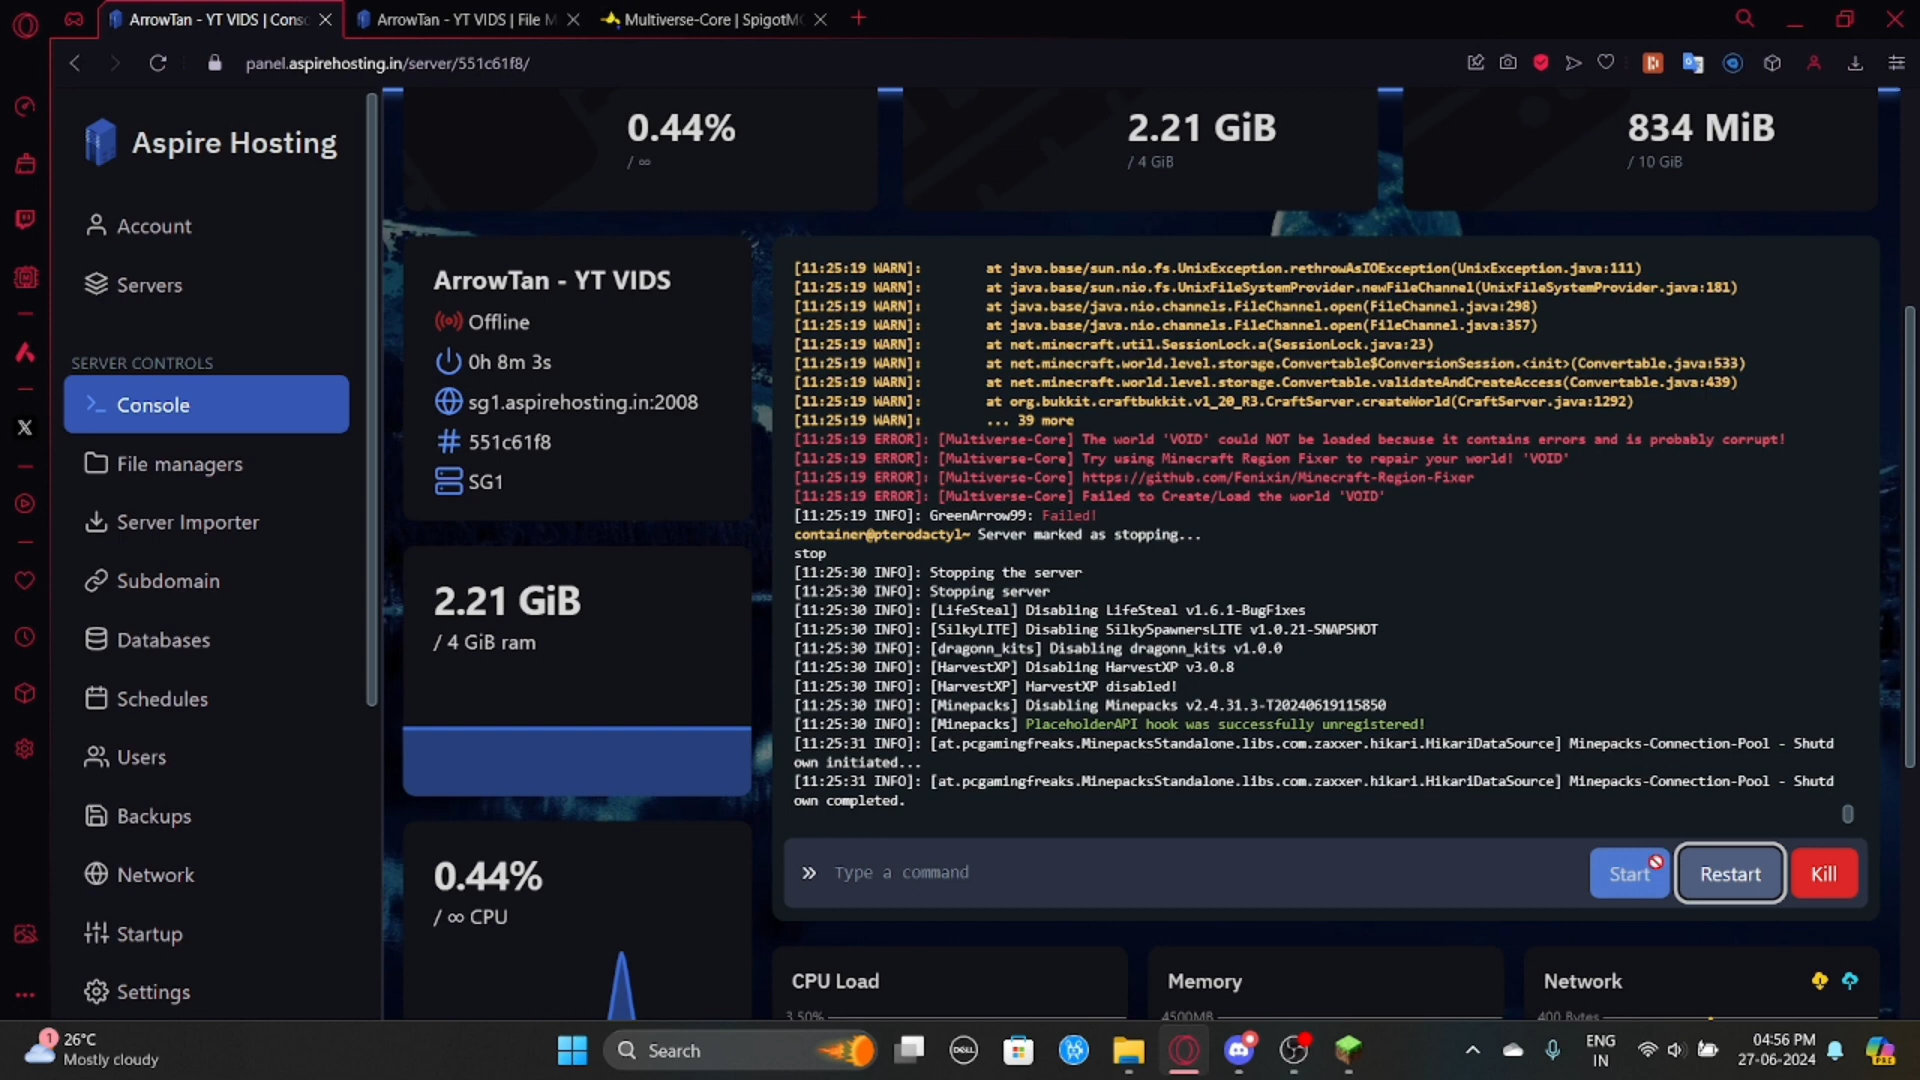 ArrowTan - YT VIDS | Conso
ArrowTan - YT VIDS | File M
Multiverse-Core | SpigotMC
panel.aspirehosting.in/server/551c61f8/
Aspire Hosting
Account
Servers
SERVER CONTROLS
Console
File managers
Server Importer
Subdomain
Databases
Schedules
Users
Backups
Network
Startup
Settings
0.44%
/ ∞
2.21 GiB
/ 4 GiB
834 MiB
/ 10 GiB
ArrowTan - YT VIDS
Offline
0h 8m 3s
sg1.aspirehosting.in:2008
551c61f8
SG1
2.21 GiB
/ 4 GiB ram
0.44%
/ ∞ CPU
[11:25:19 WARN]: at java.base/sun.nio.fs.UnixException.rethrowAsIOException(UnixException.java:111)
[11:25:19 WARN]: at java.base/sun.nio.fs.UnixFileSystemProvider.newFileChannel(UnixFileSystemProvider.java:181)
[11:25:19 WARN]: at java.base/java.nio.channels.FileChannel.open(FileChannel.java:298)
[11:25:19 WARN]: at java.base/java.nio.channels.FileChannel.open(FileChannel.java:357)
[11:25:19 WARN]: at net.minecraft.util.SessionLock.a(SessionLock.java:23)
[11:25:19 WARN]: at net.minecraft.world.level.storage.Convertable$ConversionSession.<init>(Convertable.java:533)
[11:25:19 WARN]: at net.minecraft.world.level.storage.Convertable.validateAndCreateAccess(Convertable.java:439)
[11:25:19 WARN]: at org.bukkit.craftbukkit.v1_20_R3.CraftServer.createWorld(CraftServer.java:1292)
[11:25:19 WARN]: ... 39 more
[11:25:19 ERROR]: [Multiverse-Core] The world 'VOID' could NOT be loaded because it contains errors and is probably corrupt!
[11:25:19 ERROR]: [Multiverse-Core] Try using Minecraft Region Fixer to repair your world! 'VOID'
[11:25:19 ERROR]: [Multiverse-Core] https://github.com/Fenixin/Minecraft-Region-Fixer
[11:25:19 ERROR]: [Multiverse-Core] Failed to Create/Load the world 'VOID'
[11:25:19 INFO]: GreenArrow99: Failed!
container@pterodactyl~ Server marked as stopping...
stop
[11:25:30 INFO]: Stopping the server
[11:25:30 INFO]: Stopping server
[11:25:30 INFO]: [LifeSteal] Disabling LifeSteal v1.6.1-BugFixes
[11:25:30 INFO]: [SilkyLITE] Disabling SilkySpawnersLITE v1.0.21-SNAPSHOT
[11:25:30 INFO]: [dragonn_kits] Disabling dragonn_kits v1.0.0
[11:25:30 INFO]: [HarvestXP] Disabling HarvestXP v3.0.8
[11:25:30 INFO]: [HarvestXP] HarvestXP disabled!
[11:25:30 INFO]: [Minepacks] Disabling Minepacks v2.4.31.3-T20240619115850
[11:25:30 INFO]: [Minepacks] PlaceholderAPI hook was successfully unregistered!
[11:25:31 INFO]: [at.pcgamingfreaks.MinepacksStandalone.libs.com.zaxxer.hikari.HikariDataSource] Minepacks-Connection-Pool - Shutd
own initiated...
[11:25:31 INFO]: [at.pcgamingfreaks.MinepacksStandalone.libs.com.zaxxer.hikari.HikariDataSource] Minepacks-Connection-Pool - Shutd
own completed.
» Type a command
Start
Restart
Kill
CPU Load
3.50%
Memory
4500MB
Network
400 Bytes
1
26°C
Mostly cloudy
Search
DELL
ENG
IN
04:56 PM
27-06-2024
PRE